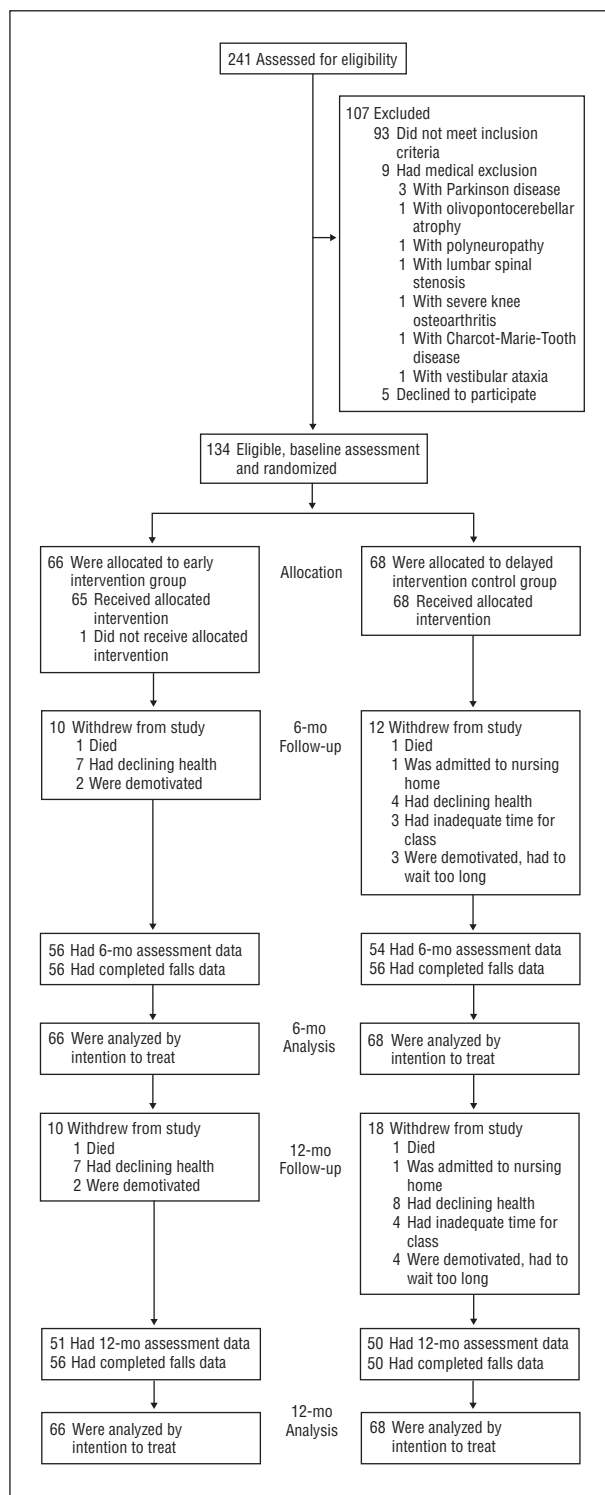 241 Assessed for eligibility
107 Excluded
93 Did not meet inclusion
criteria
9 Had medical exclusion
3 With Parkinson disease
1 With olivopontocerebellar
atrophy
1 With polyneuropathy
1 With lumbar spinal
stenosis
1 With severe knee
osteoarthritis
1 With Charcot-Marie-Tooth
disease
1 With vestibular ataxia
5 Declined to participate
134 Eligible, baseline assessment
and randomized
66 Were allocated to early
intervention group
65 Received allocated
intervention
1 Did not receive allocated
intervention
Allocation
68 Were allocated to delayed
intervention control group
68 Received allocated
intervention
10 Withdrew from study
1 Died
7 Had declining health
2 Were demotivated
6-mo
Follow-up
12 Withdrew from study
1 Died
1 Was admitted to nursing
home
4 Had declining health
3 Had inadequate time for
class
3 Were demotivated, had to
wait too long
56 Had 6-mo assessment data
56 Had completed falls data
54 Had 6-mo assessment data
56 Had completed falls data
66 Were analyzed by
intention to treat
6-mo
Analysis
68 Were analyzed by
intention to treat
10 Withdrew from study
1 Died
7 Had declining health
2 Were demotivated
12-mo
Follow-up
18 Withdrew from study
1 Died
1 Was admitted to nursing
home
8 Had declining health
4 Had inadequate time for
class
4 Were demotivated, had to
wait too long
51 Had 12-mo assessment data
56 Had completed falls data
50 Had 12-mo assessment data
50 Had completed falls data
66 Were analyzed by
intention to treat
12-mo
Analysis
68 Were analyzed by
intention to treat